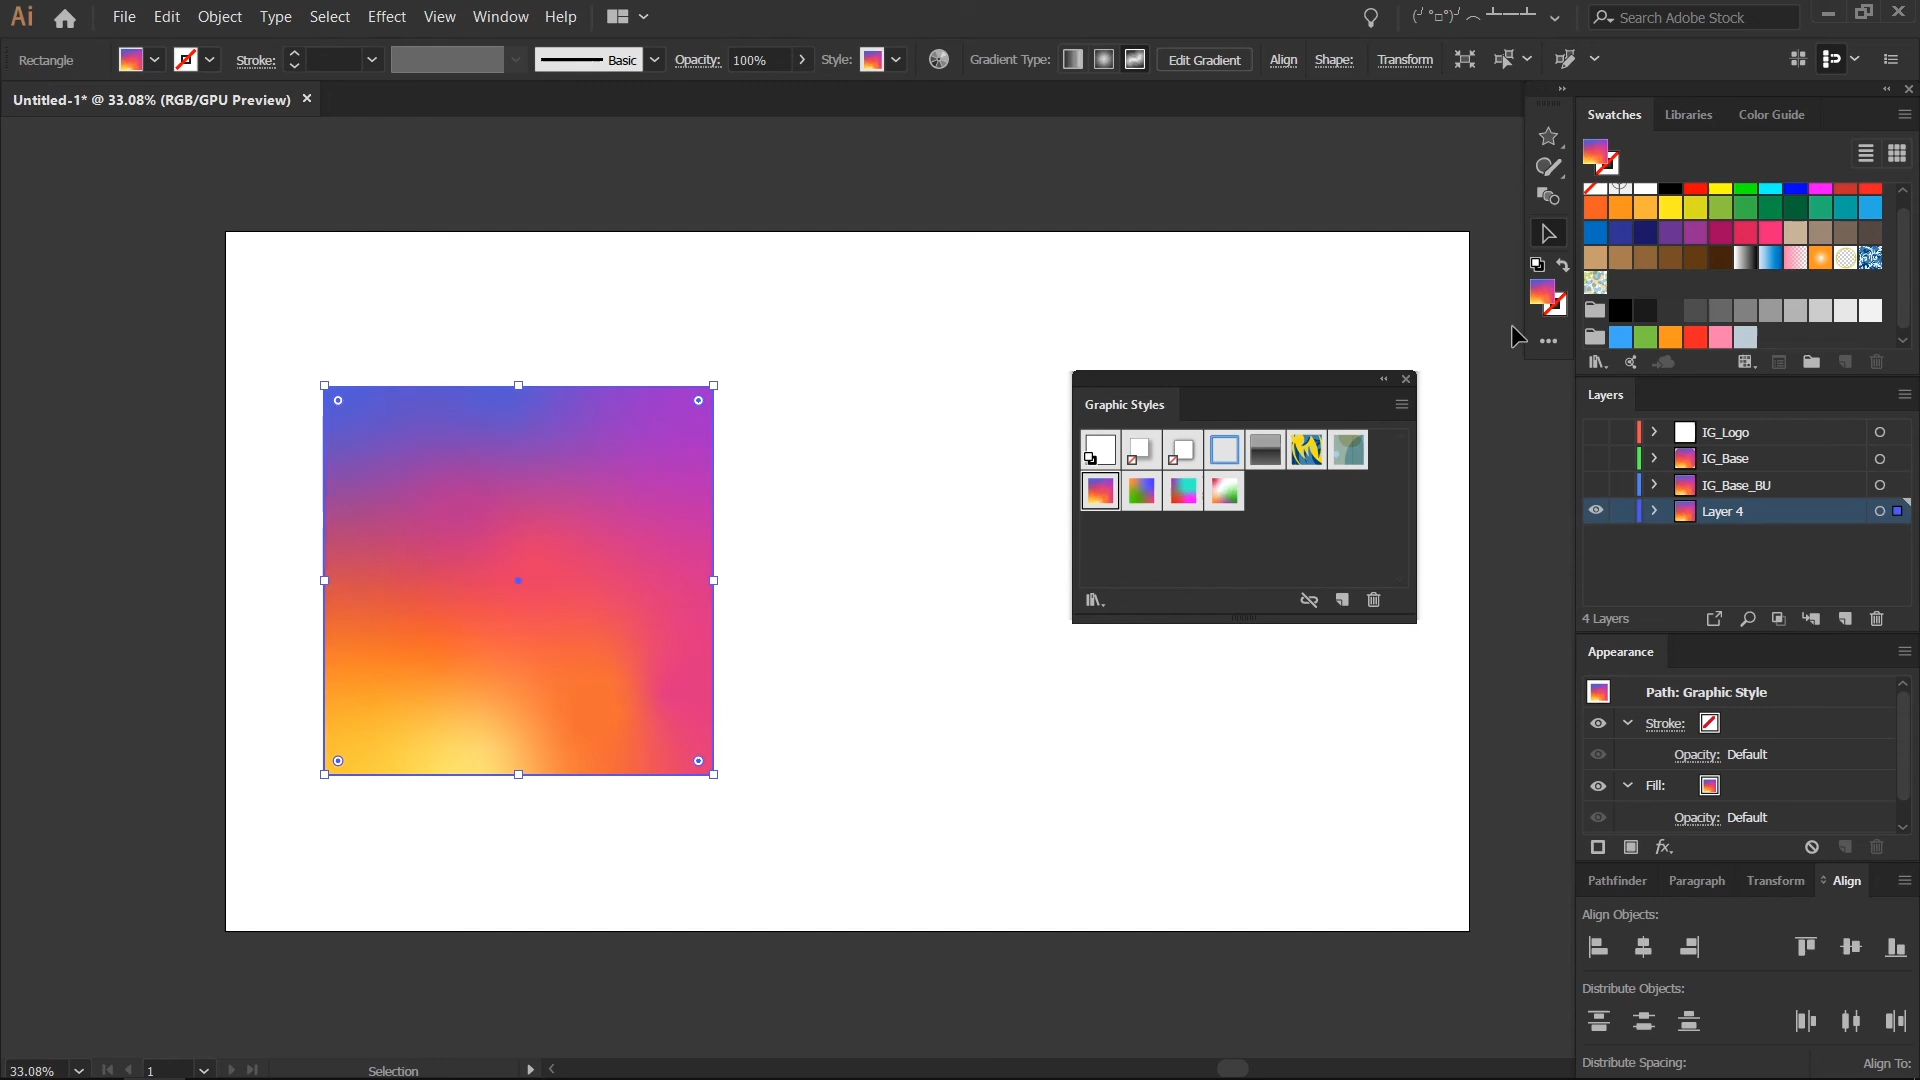 Ai File Edit Object Type Select Effect View Window Help
(╯°□°)╯︵ ┻━┻
Search Adobe Stock
Rectangle Stroke: Basic Opacity: 100% Style: Gradient Type: Edit Gradient Align Shape: Transform
Untitled-1* @ 33.08% (RGB/GPU Preview)
Swatches Libraries Color Guide
Graphic Styles
Layers
IG_Logo
IG_Base
IG_Base_BU
Layer 4
4 Layers
Appearance
Path: Graphic Style
Stroke:
Opacity: Default
Fill:
Opacity: Default
fx
Pathfinder Paragraph Transform Align
Align Objects:
Distribute Objects:
Distribute Spacing: Align To:
33.08% 1 Selection